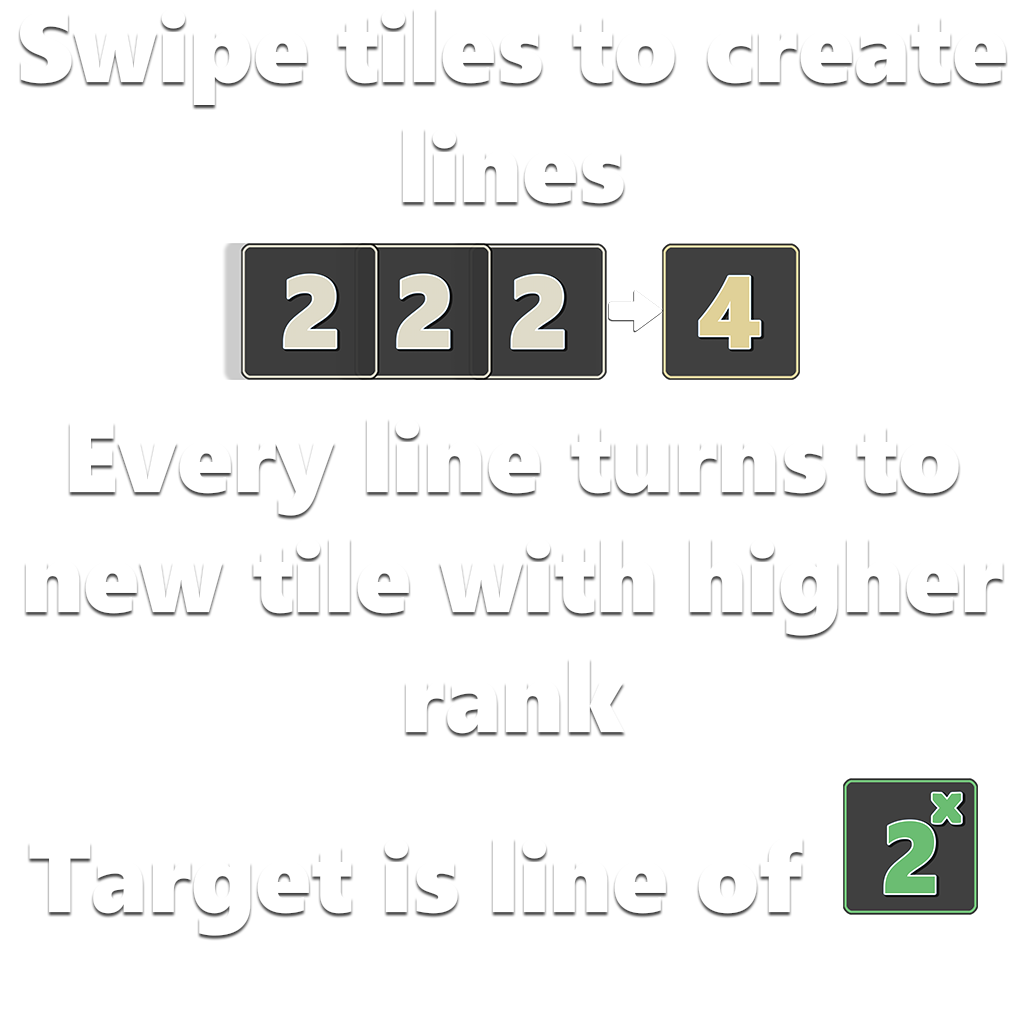 Swipe tiles to create
lines
2 2 2 4
Every line turns to
new tile with higher
rank
Target is line of 2ˣ